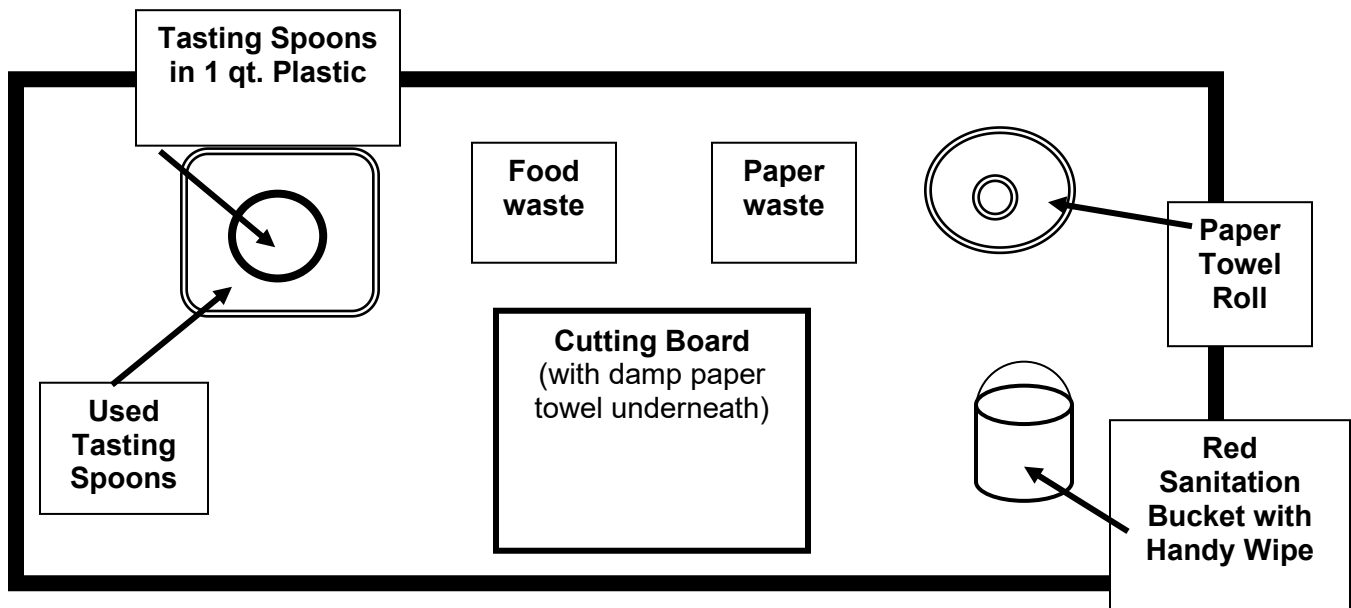 Tasting Spoons
in 1 qt. Plastic
Food
waste
Paper
waste
Paper
Towel
Roll
Cutting Board
(with damp paper
towel underneath)
Used
Tasting
Spoons
Red
Sanitation
Bucket with
Handy Wipe